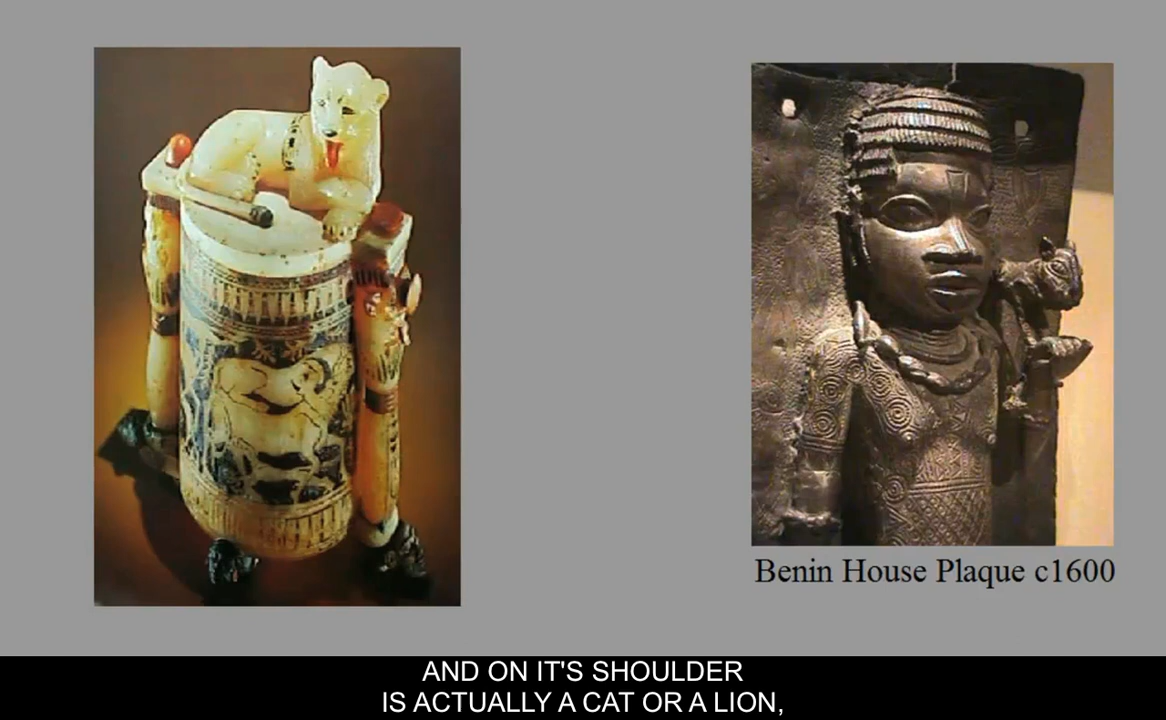 Benin House Plaque c1600
AND ON IT'S SHOULDER
IS ACTUALLY A CAT OR A LION,